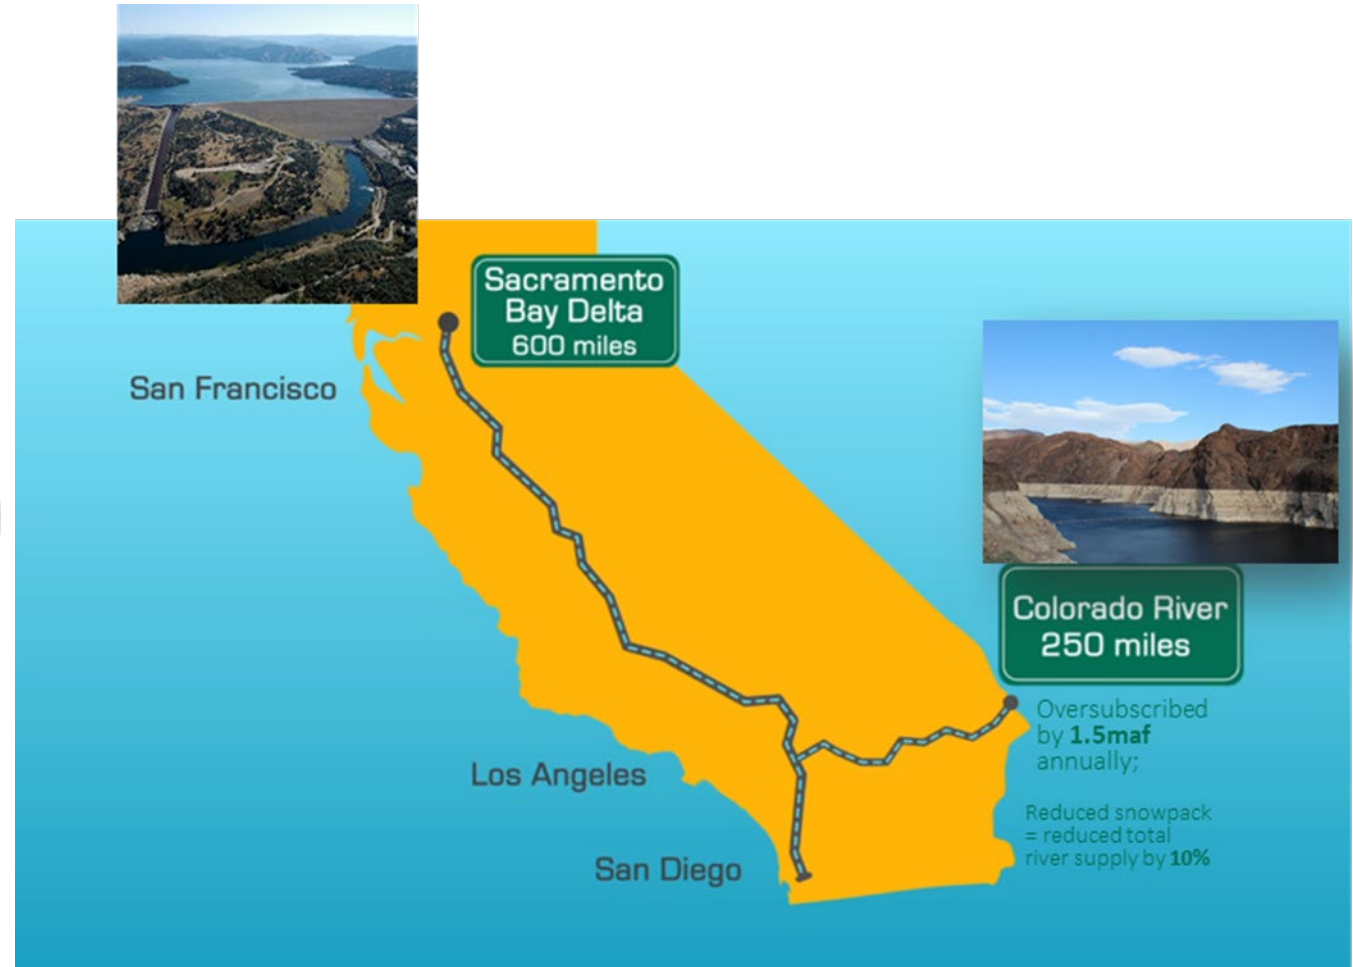 Sacramento
Bay Delta
600 miles
San Francisco
Colorado River
250 miles
Oversubscribed
by 1.5maf
annually;
Los Angeles
Reduced snowpack
= reduced total
river supply by 10%
San Diego